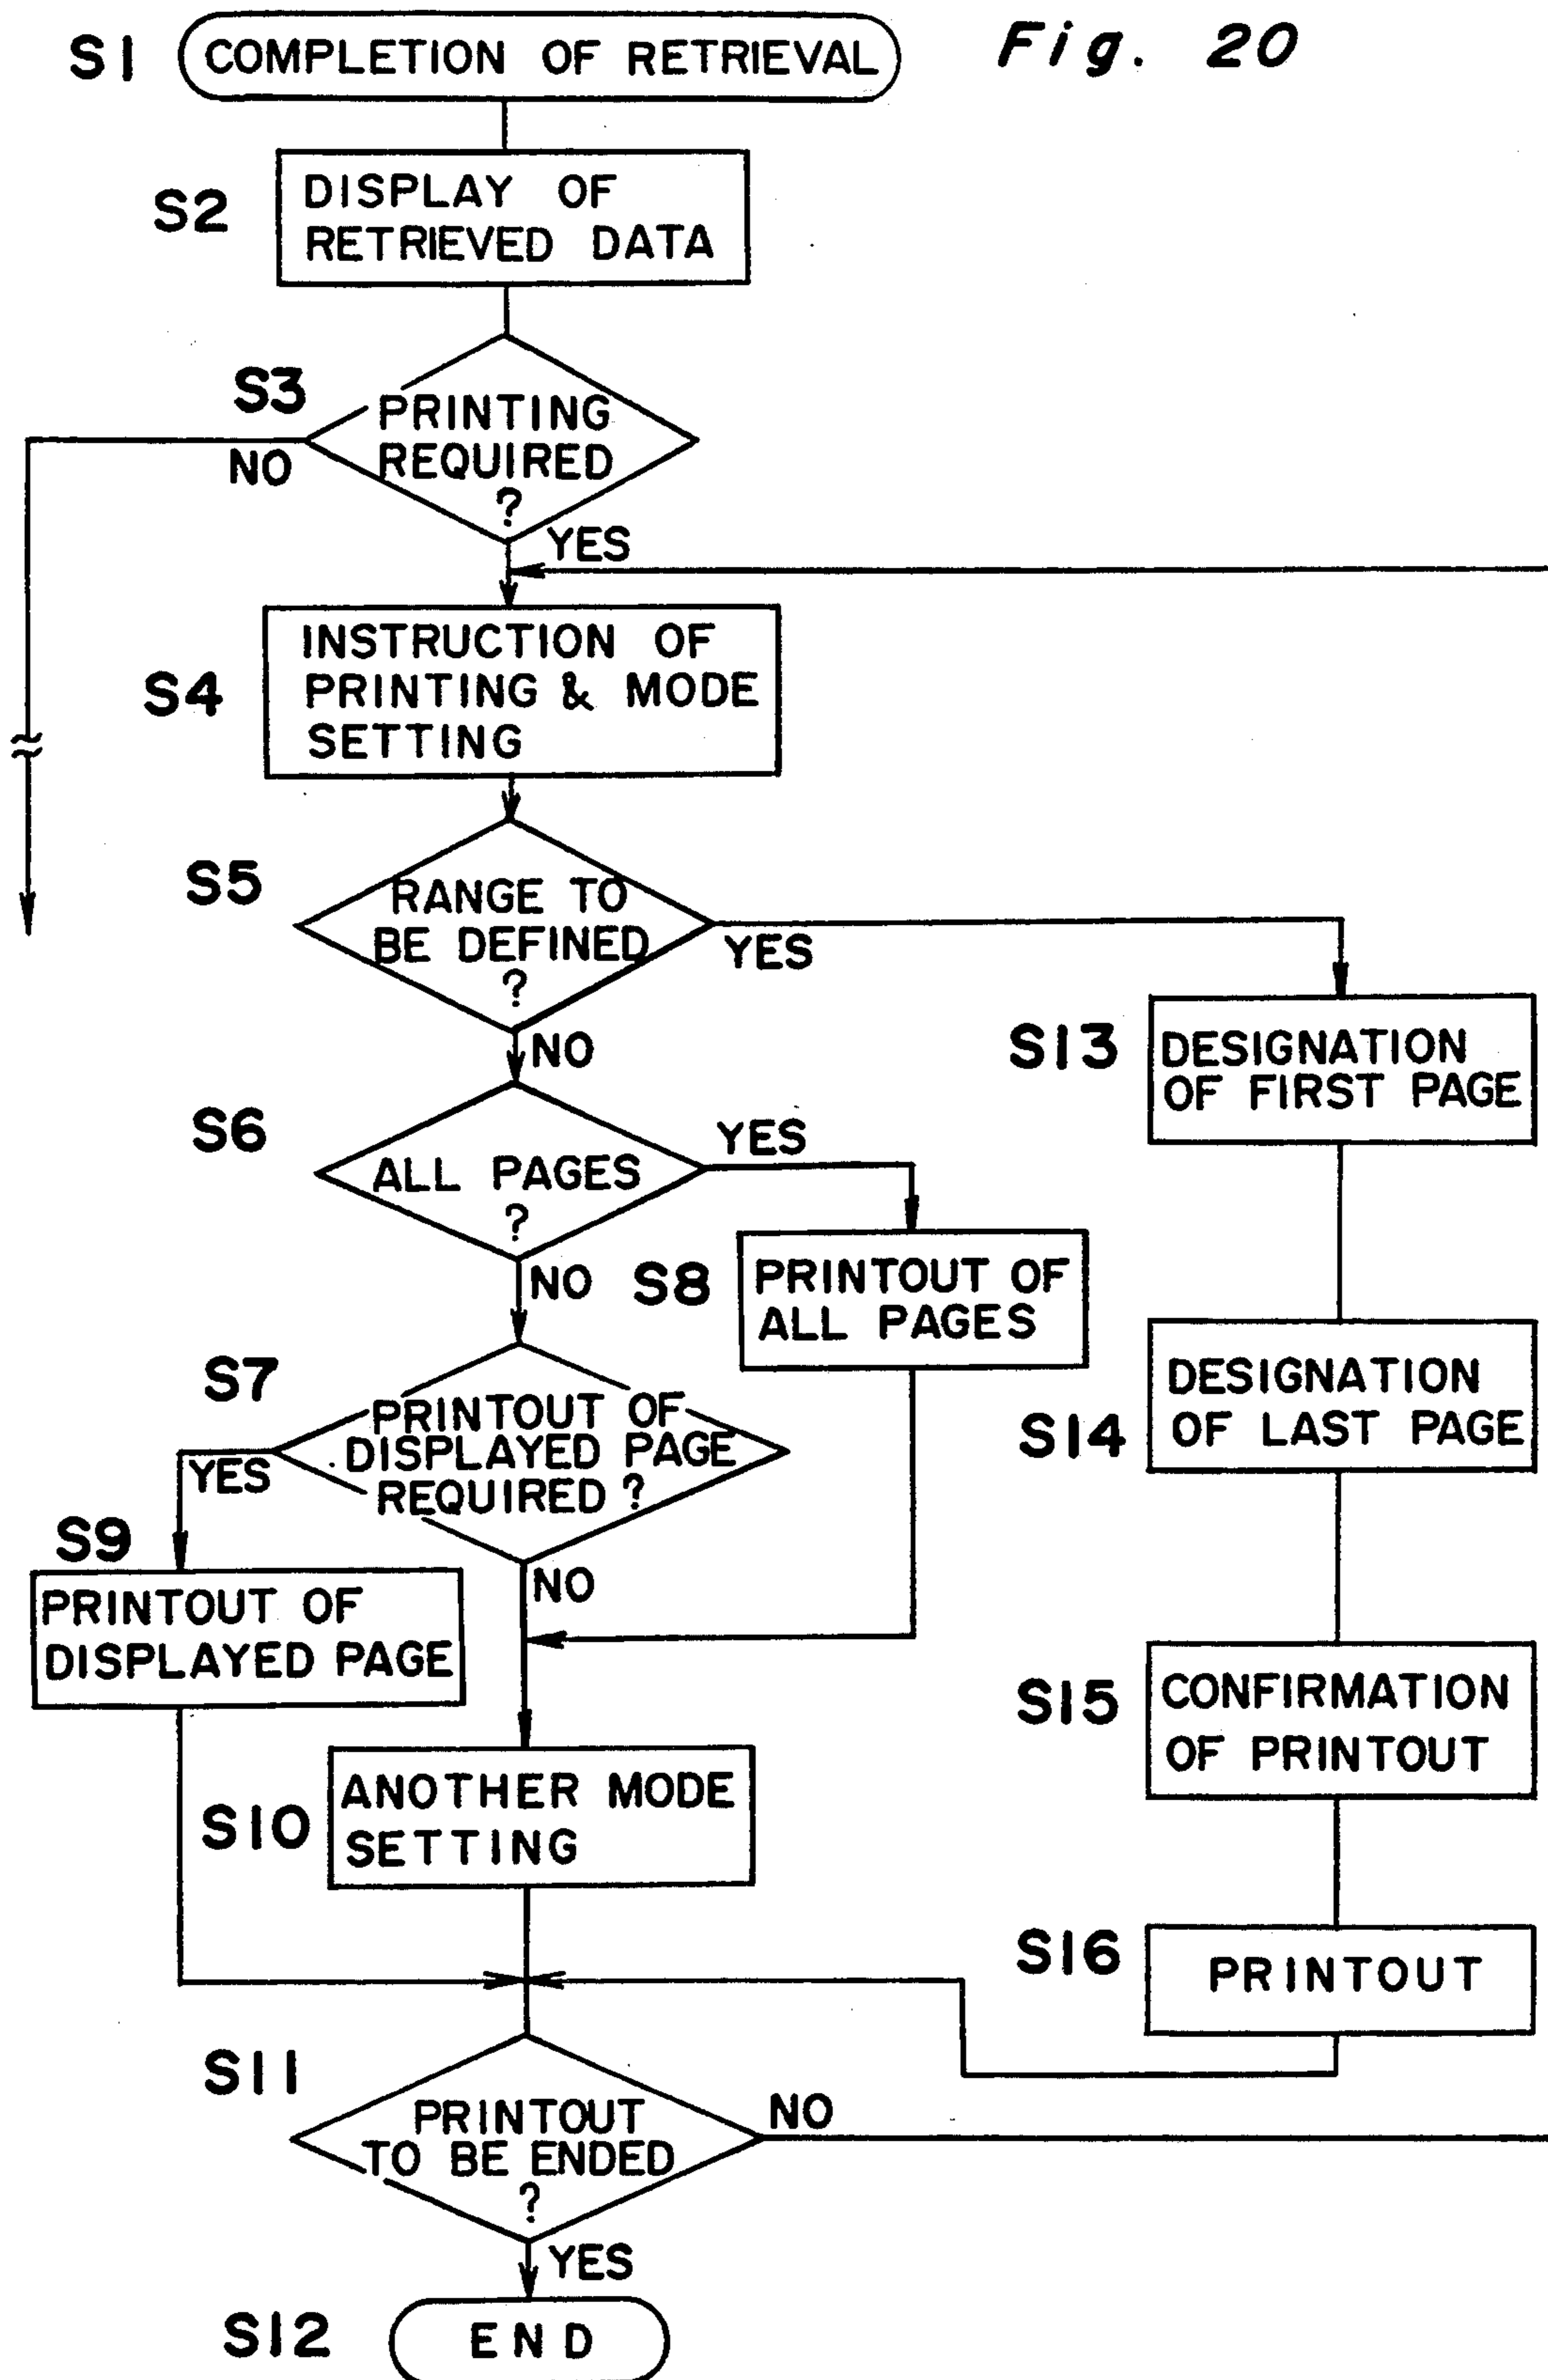 Fig. 20
S1
COMPLETION OF RETRIEVAL
S2
DISPLAY OF
RETRIEVED DATA
S3
PRINTING
REQUIRED
?
NO
YES
S4
INSTRUCTION OF
PRINTING & MODE
SETTING
S5
RANGE TO
BE DEFINED
?
YES
NO
S13
DESIGNATION
OF FIRST PAGE
S6
ALL PAGES
?
YES
NO
S8
PRINTOUT OF
ALL PAGES
S14
DESIGNATION
OF LAST PAGE
S7
PRINTOUT OF
DISPLAYED PAGE
REQUIRED ?
YES
NO
S9
PRINTOUT OF
DISPLAYED PAGE
S15
CONFIRMATION
OF PRINTOUT
S10
ANOTHER MODE
SETTING
S16
PRINTOUT
S11
PRINTOUT
TO BE ENDED
?
NO
YES
S12
END